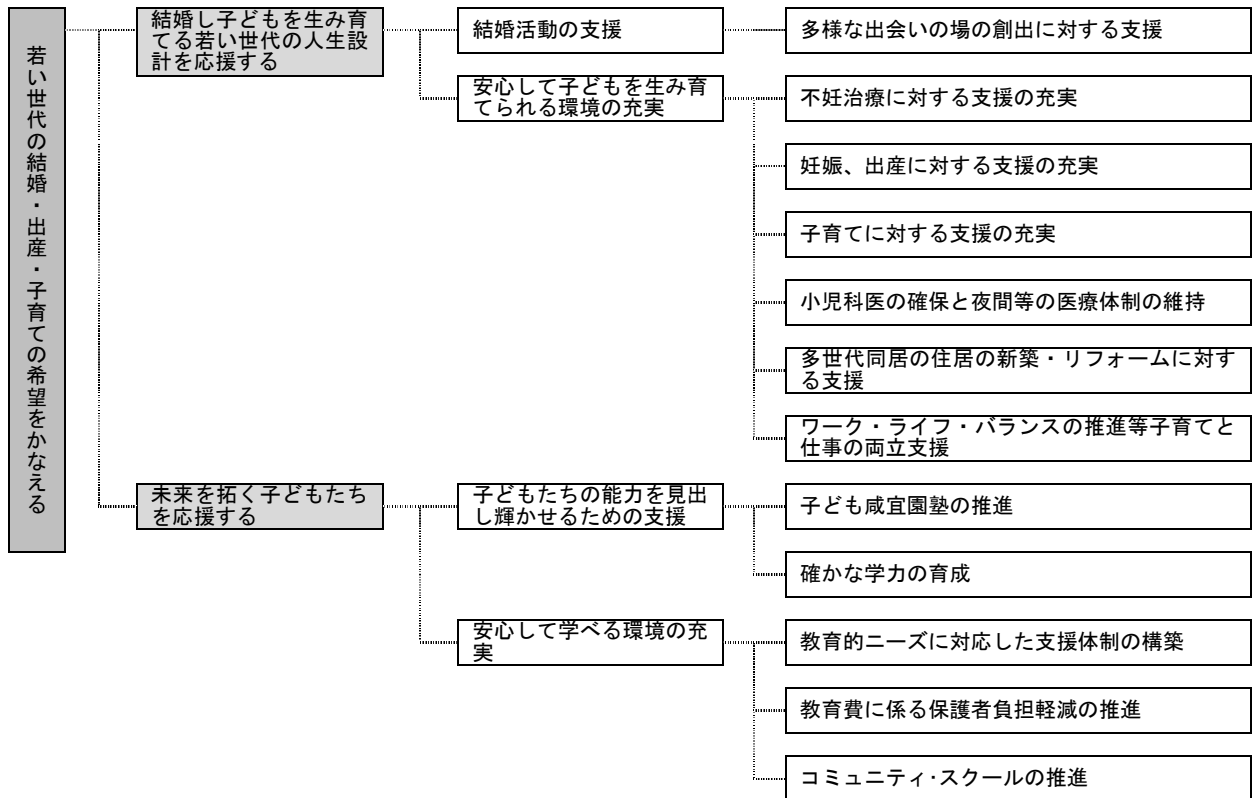 若い世代の結婚・出産・子育ての希望をかなえる
結婚し子どもを生み育
てる若い世代の人生設
計を応援する
結婚活動の支援
多様な出会いの場の創出に対する支援
安心して子どもを生み育
てられる環境の充実
不妊治療に対する支援の充実
妊娠、出産に対する支援の充実
子育てに対する支援の充実
小児科医の確保と夜間等の医療体制の維持
多世代同居の住居の新築・リフォームに対す
る支援
ワーク・ライフ・バランスの推進等子育てと
仕事の両立支援
未来を拓く子どもたち
を応援する
子どもたちの能力を見出
し輝かせるための支援
子ども咸宜園塾の推進
確かな学力の育成
安心して学べる環境の充
実
教育的ニーズに対応した支援体制の構築
教育費に係る保護者負担軽減の推進
コミュニティ・スクールの推進